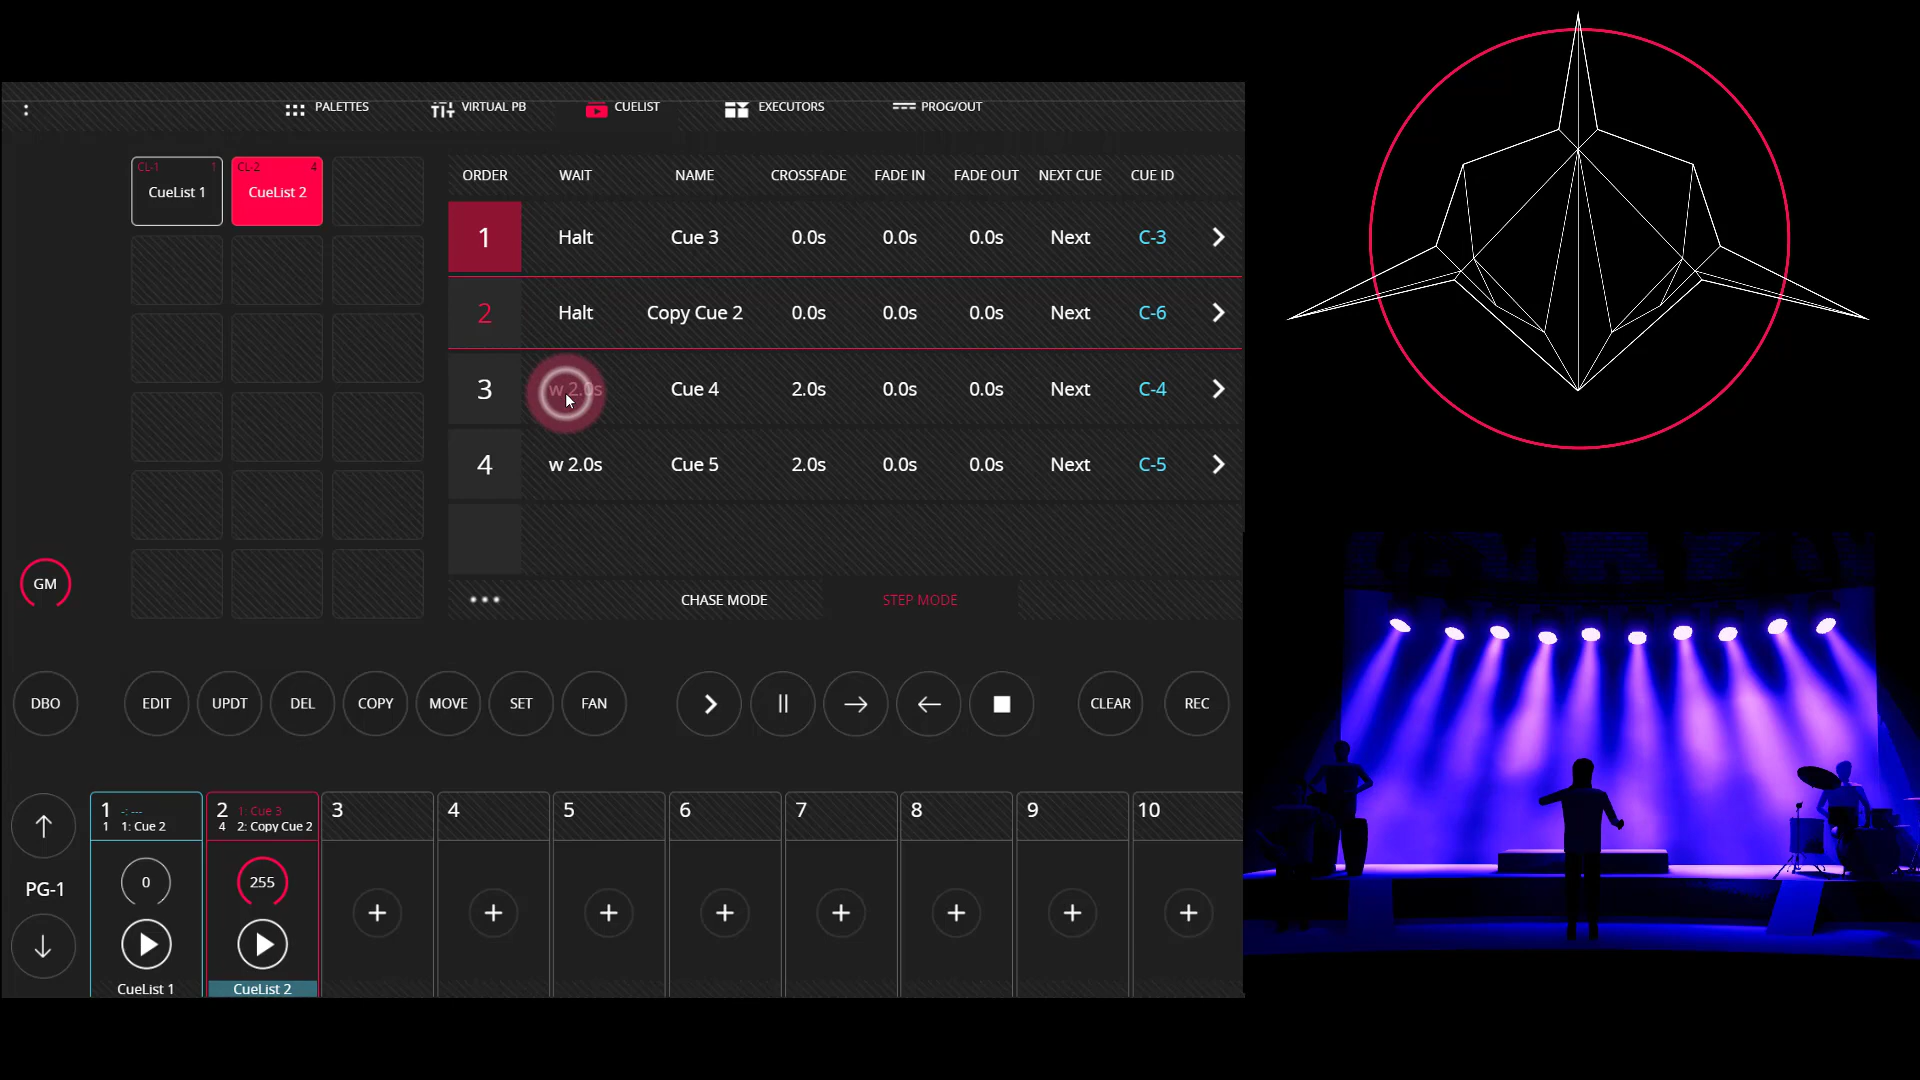 PALETTES VIRTUAL PB CUELIST EXECUTORS PROG/OUT
CL-1 1
CueList 1
CL-2 4
CueList 2
ORDER WAIT NAME CROSSFADE FADE IN FADE OUT NEXT CUE CUE ID
1 Halt Cue 3 0.0s 0.0s 0.0s Next C-3
2 Halt Copy Cue 2 0.0s 0.0s 0.0s Next C-6
3 w 2.0s Cue 4 2.0s 0.0s 0.0s Next C-4
4 w 2.0s Cue 5 2.0s 0.0s 0.0s Next C-5
CHASE MODE STEP MODE
GM
DBO EDIT UPDT DEL COPY MOVE SET FAN CLEAR REC
PG-1
1 -: ---
1 1: Cue 2
0
CueList 1
2 1: Cue 3
4 2: Copy Cue 2
255
CueList 2
3 4 5 6 7 8 9 10